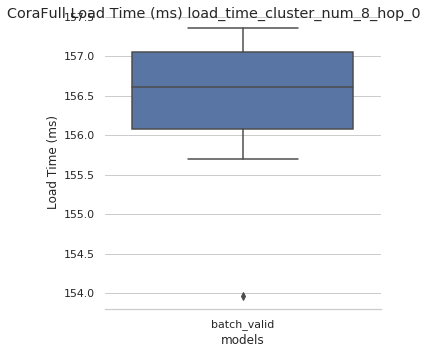 CoraFull Load Time (ms) load_time_cluster_num_8_hop_0
157.5
157.0
156.5
156.0
155.5
155.0
154.5
154.0
Load Time (ms)
batch_valid
models